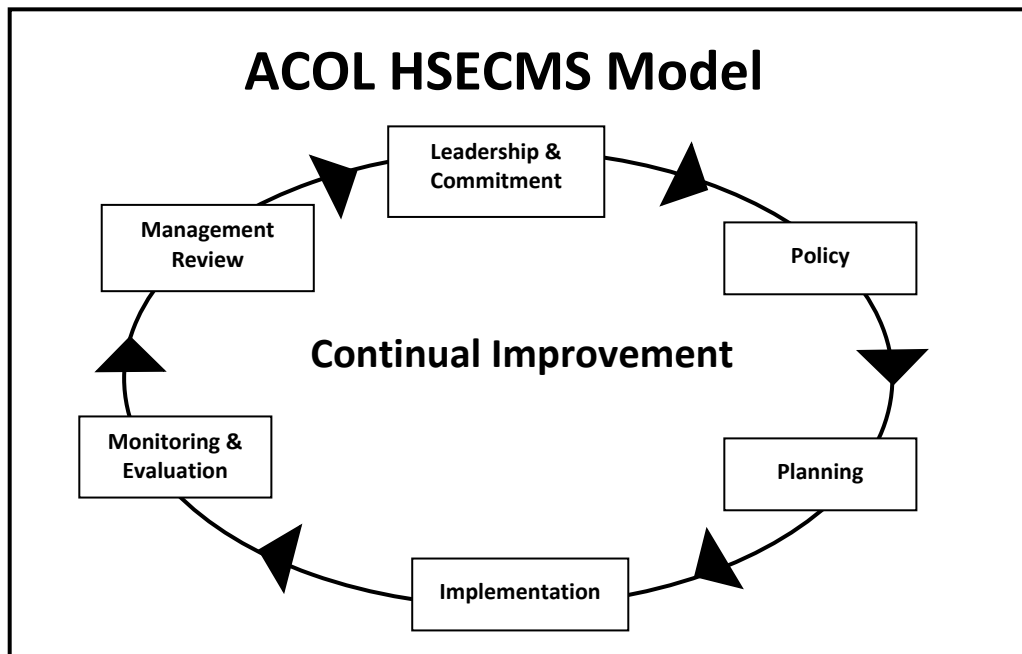 ACOL HSECMS Model
Leadership &
Commitment
Policy
Planning
Implementation
Monitoring &
Evaluation
Management
Review
Continual Improvement